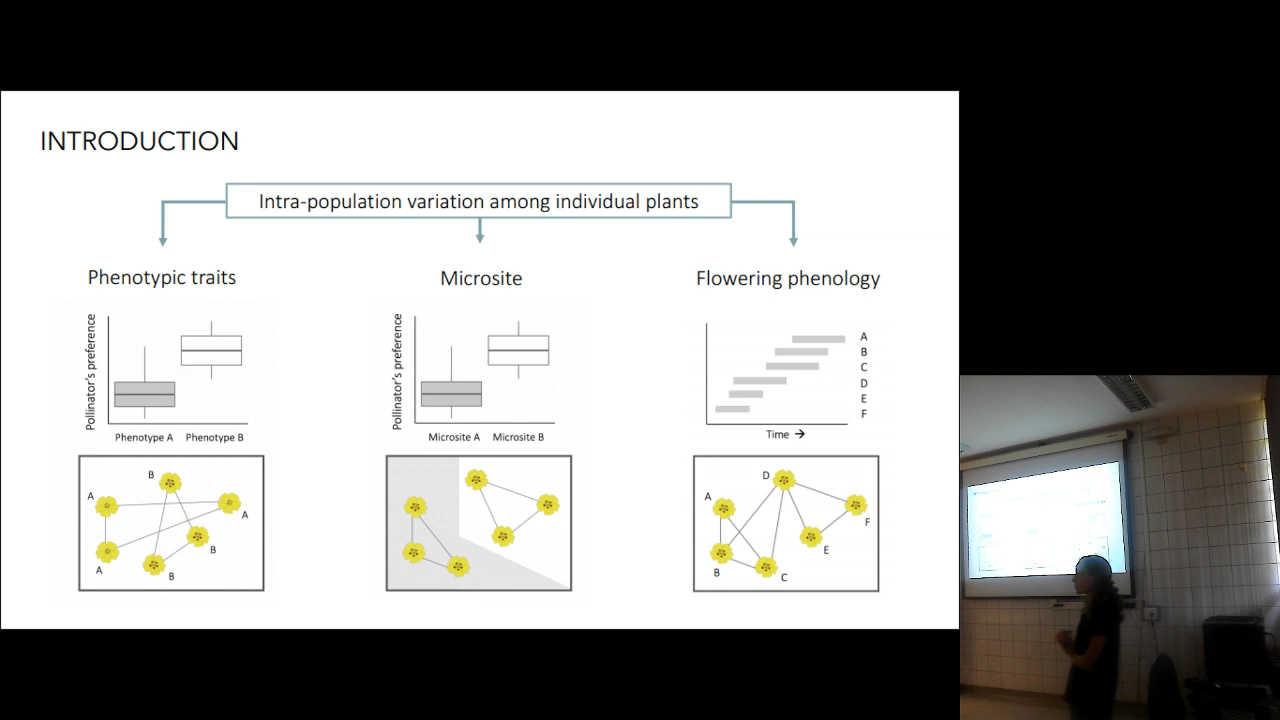 INTRODUCTION
Intra-population variation among individual plants
Phenotypic traits
Pollinator's preference
Phenotype A Phenotype B
B
A
A
B
A
B
Microsite
Pollinator's preference
Microsite A Microsite B
Flowering phenology
A
B
C
D
E
F
Time →
D
A
F
E
B
C